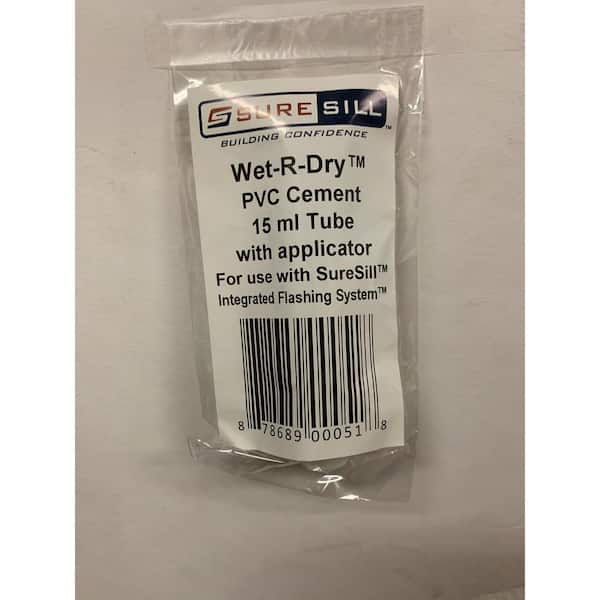 SURE SILL™
BUILDING CONFIDENCE
Wet-R-Dry™
PVC Cement
15 ml Tube
with applicator
For use with SureSill™
Integrated Flashing System™
8 78689 00051 8